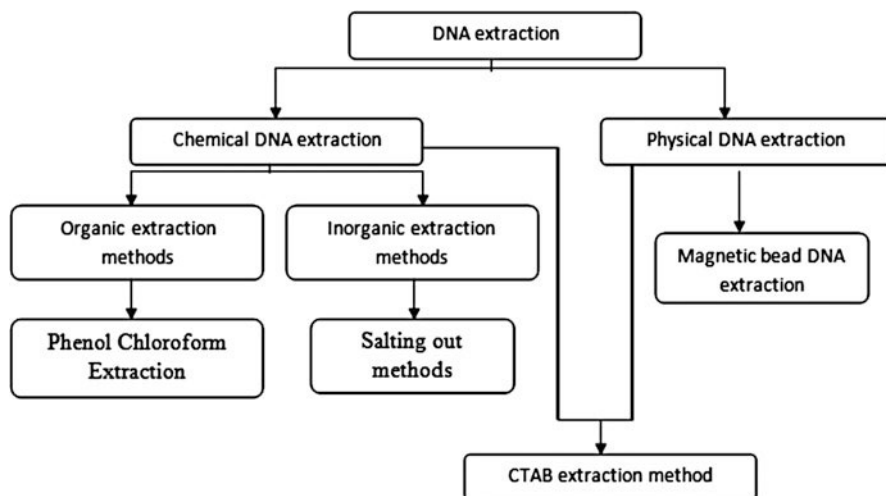 DNA extraction
Chemical DNA extraction
Physical DNA extraction
Organic extraction
methods
Inorganic extraction
methods
Magnetic bead DNA
extraction
Phenol Chloroform
Extraction
Salting out
methods
CTAB extraction method